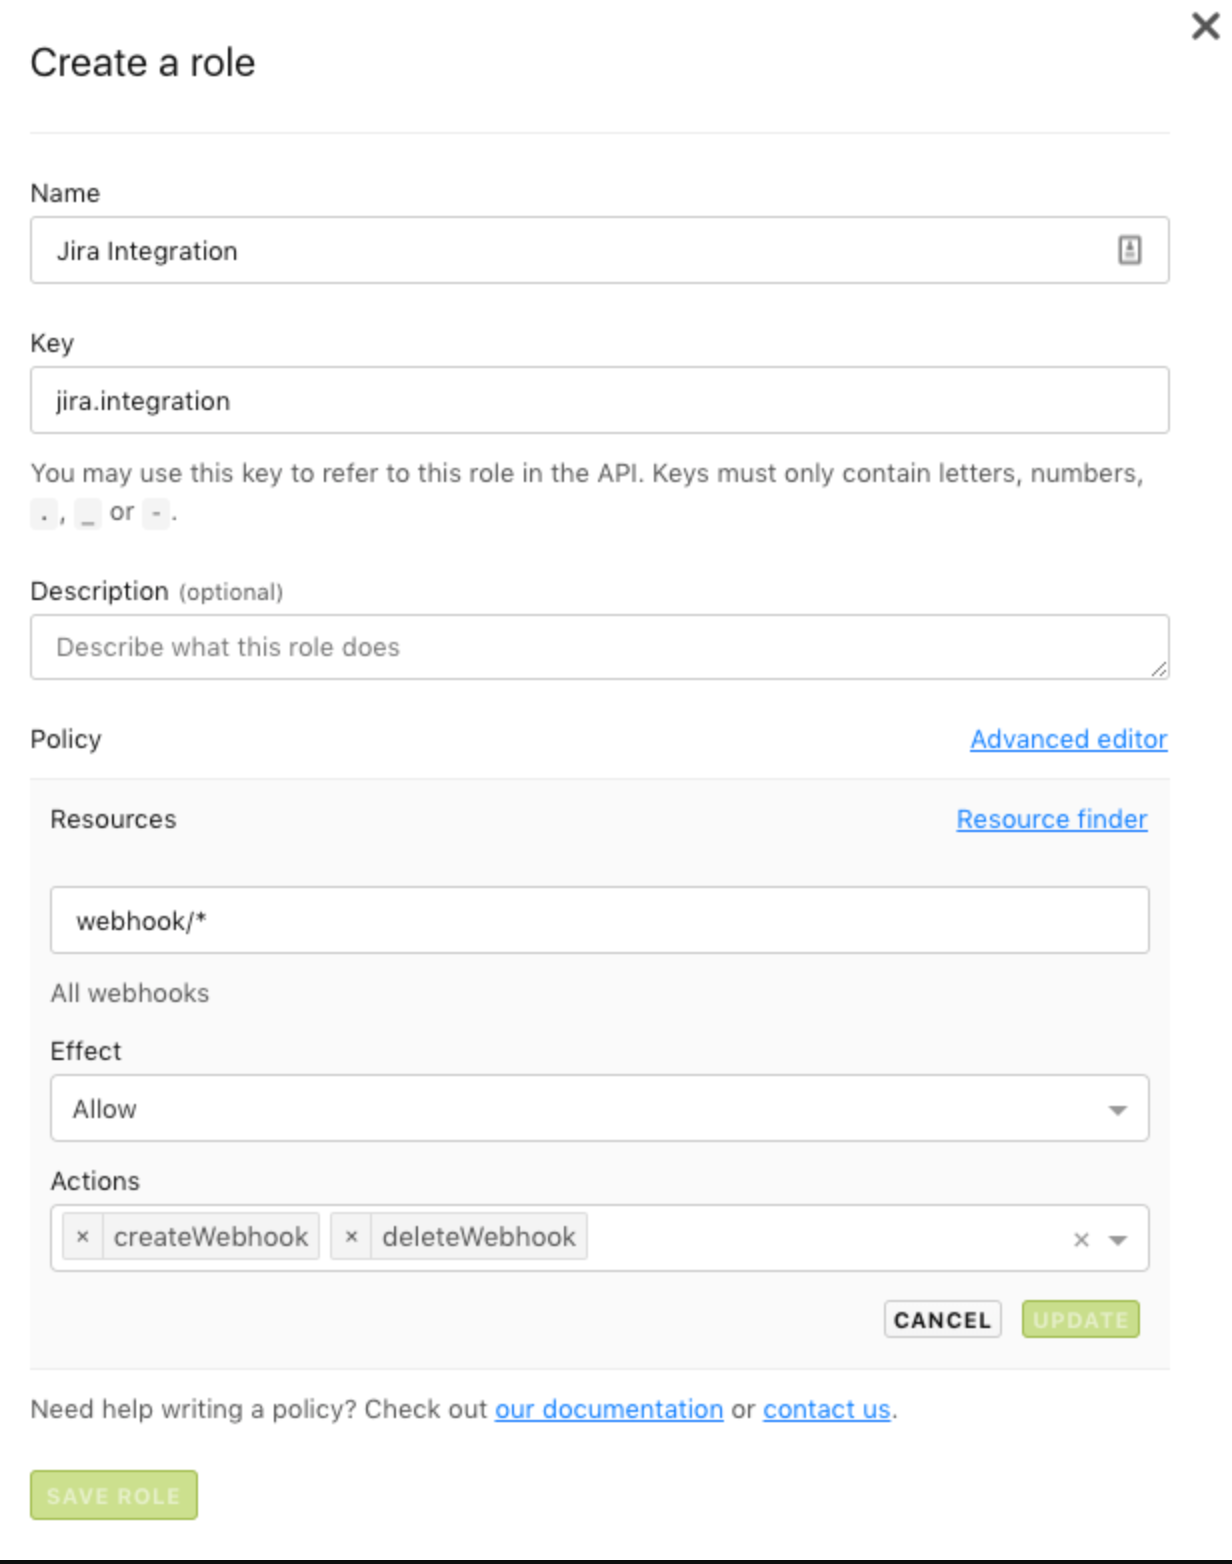 Create a role
Name
Jira Integration
Key
jira.integration
You may use this key to refer to this role in the API. Keys must only contain letters, numbers,
., _ or -.
Description (optional)
Describe what this role does
Policy Advanced editor
Resources Resource finder
webhook/*
All webhooks
Effect
Allow
Actions
× createWebhook × deleteWebhook ×
CANCEL UPDATE
Need help writing a policy? Check out our documentation or contact us.
SAVE ROLE